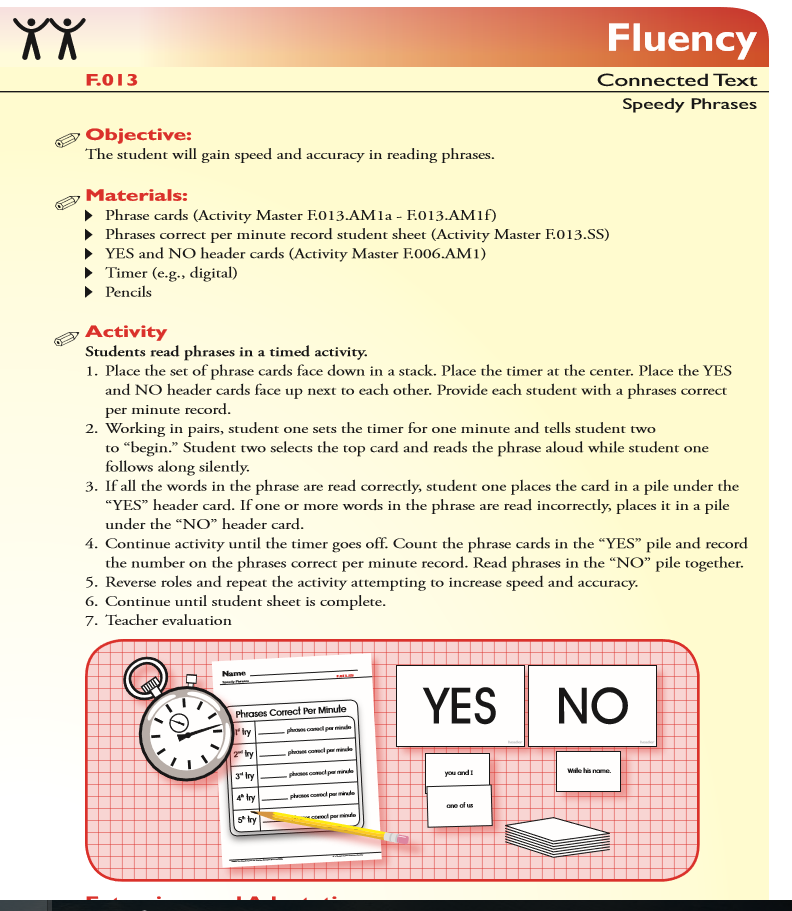 Fluency
F.013
Connected Text
Speedy Phrases
Objective:
The student will gain speed and accuracy in reading phrases.
Materials:
Phrase cards (Activity Master F.013.AM1a - F.013.AM1f)
Phrases correct per minute record student sheet (Activity Master F.013.SS)
YES and NO header cards (Activity Master F.006.AM1)
Timer (e.g., digital)
Pencils
Activity
Students read phrases in a timed activity.
1. Place the set of phrase cards face down in a stack. Place the timer at the center. Place the YES
and NO header cards face up next to each other. Provide each student with a phrases correct
per minute record.
2. Working in pairs, student one sets the timer for one minute and tells student two
to “begin.” Student two selects the top card and reads the phrase aloud while student one
follows along silently.
3. If all the words in the phrase are read correctly, student one places the card in a pile under the
“YES” header card. If one or more words in the phrase are read incorrectly, places it in a pile
under the “NO” header card.
4. Continue activity until the timer goes off. Count the phrase cards in the “YES” pile and record
the number on the phrases correct per minute record. Read phrases in the “NO” pile together.
5. Reverse roles and repeat the activity attempting to increase speed and accuracy.
6. Continue until student sheet is complete.
7. Teacher evaluation
Name
Speedy Phrases
Phrases Correct Per Minute
1st try phrases correct per minute
2nd try phrases correct per minute
3rd try phrases correct per minute
4th try phrases correct per minute
5th try correct per minute
YES
NO
you and I
one of us
Write his name.